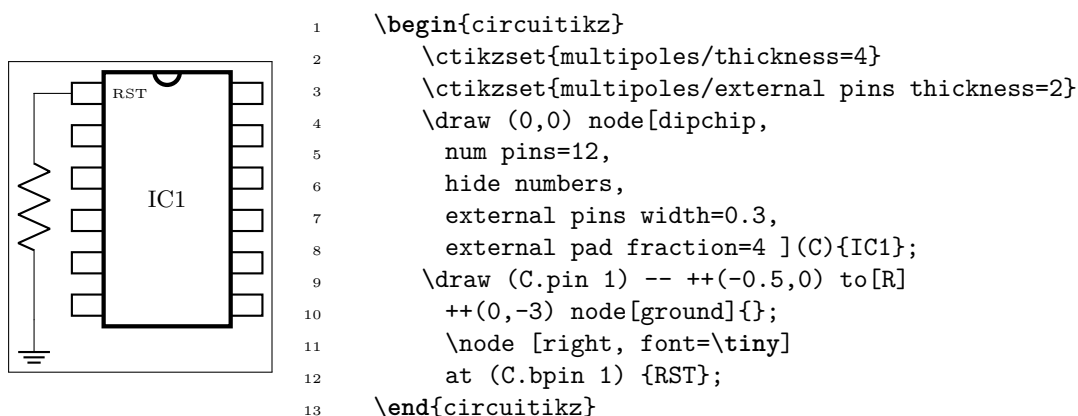 RST
IC1
1 \begin{circuitikz}
2 \ctikzset{multipoles/thickness=4}
3 \ctikzset{multipoles/external pins thickness=2}
4 \draw (0,0) node[dipchip,
5 num pins=12,
6 hide numbers,
7 external pins width=0.3,
8 external pad fraction=4 ](C){IC1};
9 \draw (C.pin 1) -- ++(-0.5,0) to[R]
10 ++(0,-3) node[ground]{};
11 \node [right, font=\tiny]
12 at (C.bpin 1) {RST};
13 \end{circuitikz}